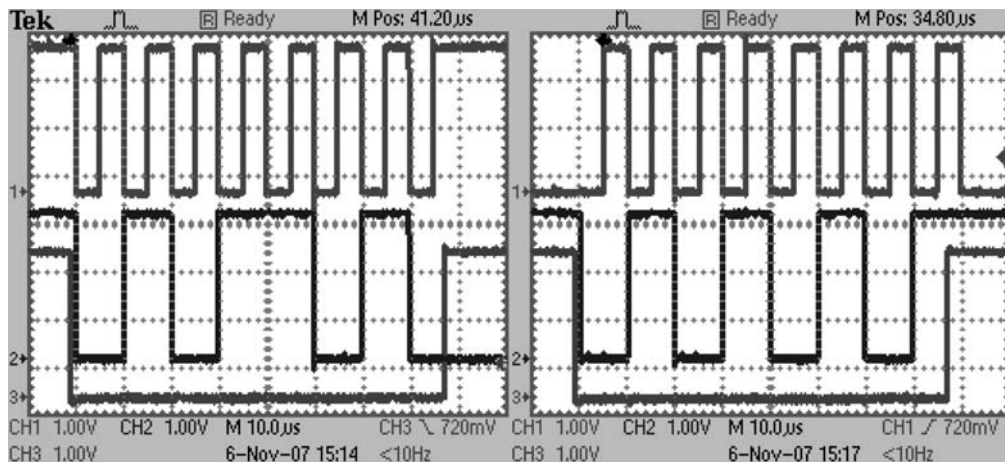 Tek R Ready M Pos: 41.20µs
1
2
3
CH1 1.00V CH2 1.00V M 10.0µs CH3 \ 720mV
CH3 1.00V 6-Nov-07 15:14 <10Hz
R Ready M Pos: 34.80µs
1
2
3
CH1 1.00V CH2 1.00V M 10.0µs CH1 / 720mV
CH3 1.00V 6-Nov-07 15:17 <10Hz